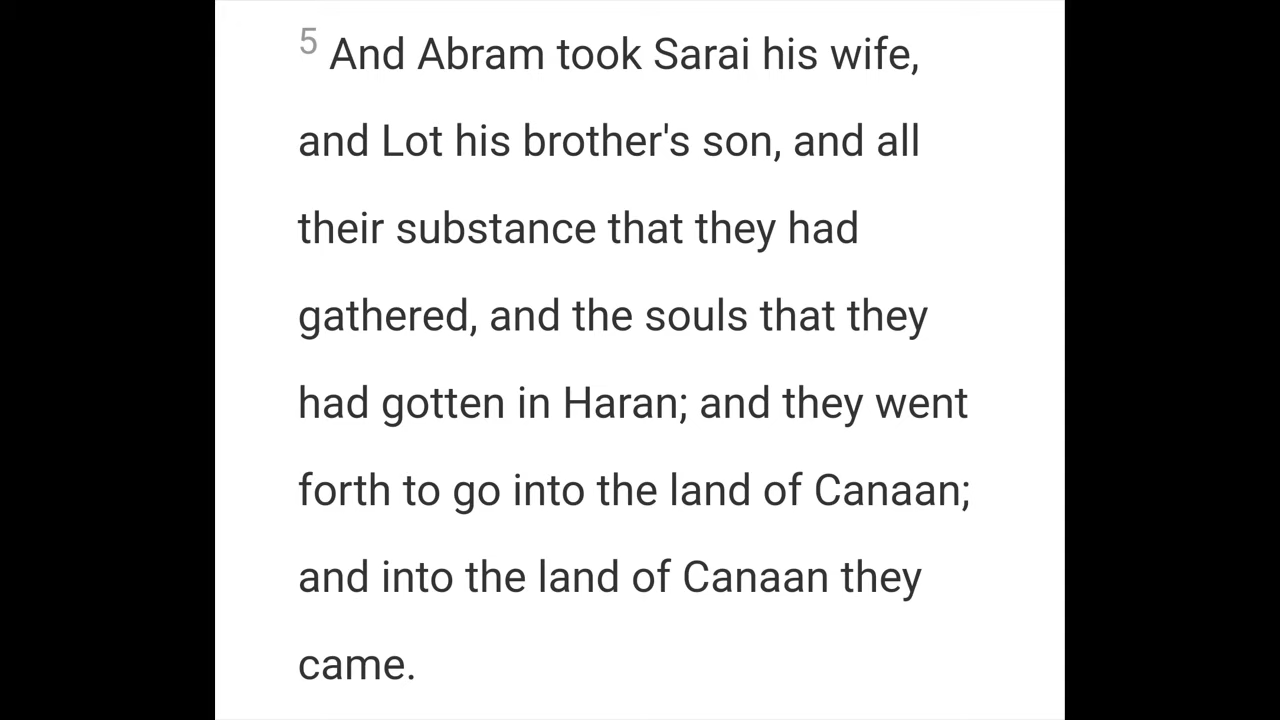 5 And Abram took Sarai his wife,
and Lot his brother's son, and all
their substance that they had
gathered, and the souls that they
had gotten in Haran; and they went
forth to go into the land of Canaan;
and into the land of Canaan they
came.